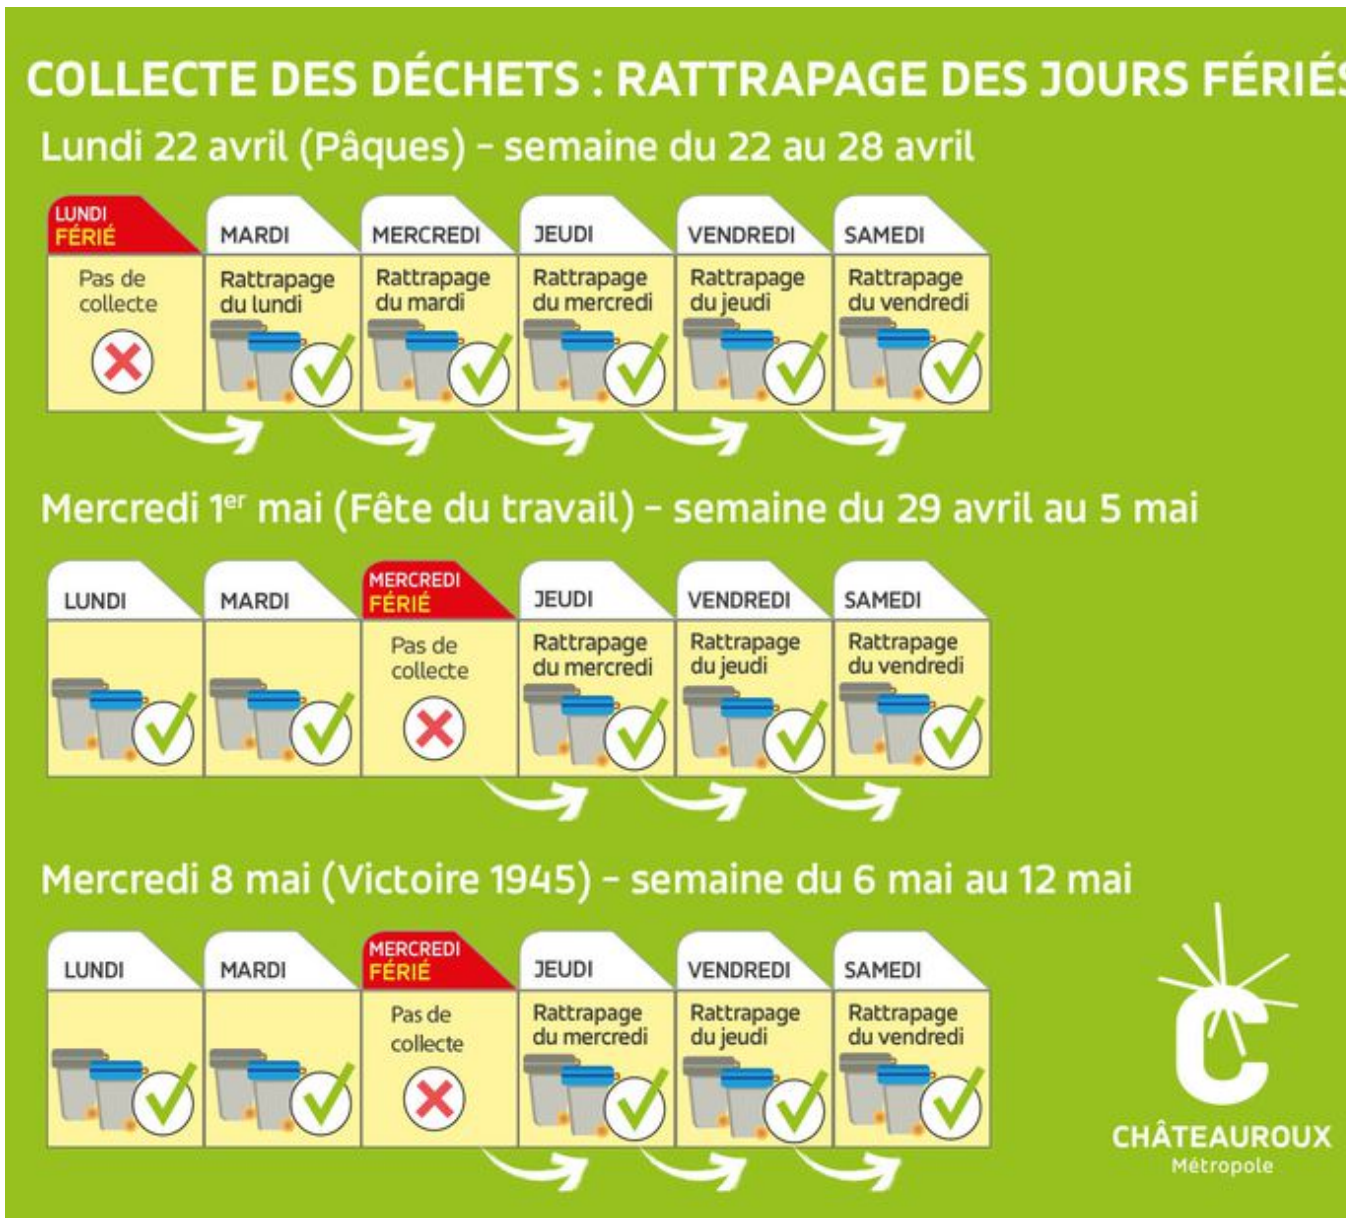 COLLECTE DES DÉCHETS : RATTRAPAGE DES JOURS FÉRIÉS
Lundi 22 avril (Pâques) – semaine du 22 au 28 avril
LUNDI
FÉRIÉ
MARDI
MERCREDI
JEUDI
VENDREDI
SAMEDI
Pas de
collecte
Rattrapage
du lundi
Rattrapage
du mardi
Rattrapage
du mercredi
Rattrapage
du jeudi
Rattrapage
du vendredi
Mercredi 1er mai (Fête du travail) – semaine du 29 avril au 5 mai
LUNDI
MARDI
MERCREDI
FÉRIÉ
JEUDI
VENDREDI
SAMEDI
Pas de
collecte
Rattrapage
du mercredi
Rattrapage
du jeudi
Rattrapage
du vendredi
Mercredi 8 mai (Victoire 1945) – semaine du 6 mai au 12 mai
LUNDI
MARDI
MERCREDI
FÉRIÉ
JEUDI
VENDREDI
SAMEDI
Pas de
collecte
Rattrapage
du mercredi
Rattrapage
du jeudi
Rattrapage
du vendredi
C
CHÂTEAUROUX
Métropole